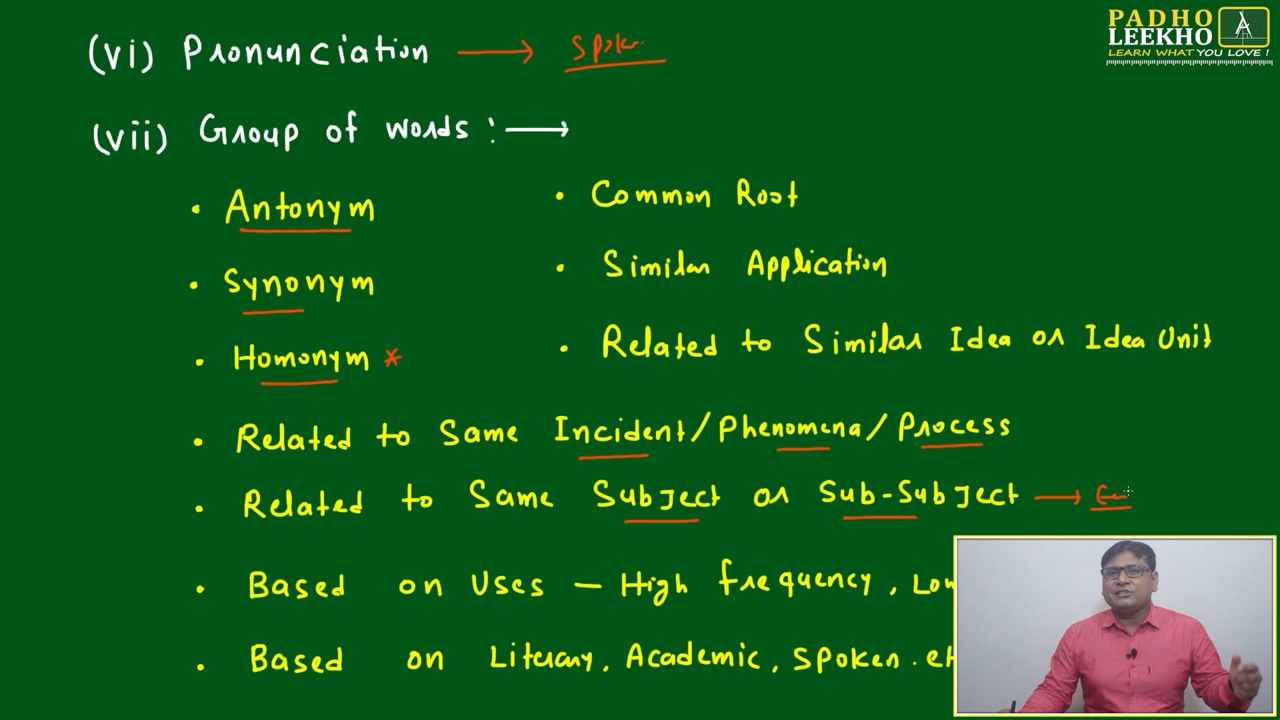 PADHO
LEEKHO
LEARN WHAT YOU LOVE !
(vi) Pronunciation → Spoken
(vii) Group of words : →
• Antonym
• Common Root
• Synonym
• Similar Application
• Homonym *
• Related to Similar Idea or Idea Unit
• Related to Same Incident/Phenomena/Process
• Related to Same Subject or Sub-Subject →
• Based on Uses – High frequency, Low
• Based on Literary, Academic, Spoken. et